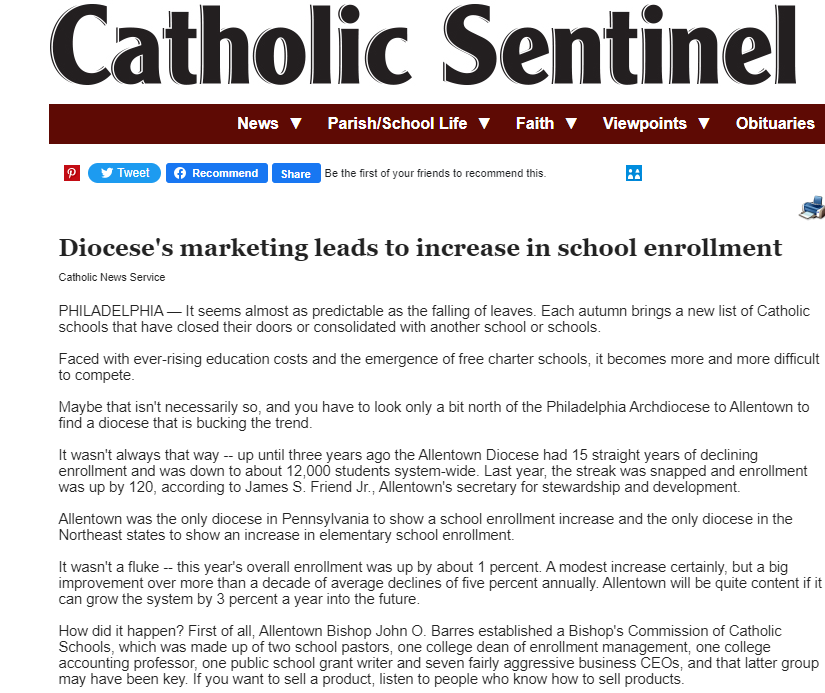 Catholic Sentinel
News ▼ Parish/School Life ▼ Faith ▼ Viewpoints ▼ Obituaries
Tweet Recommend Share Be the first of your friends to recommend this.
Diocese's marketing leads to increase in school enrollment
Catholic News Service
PHILADELPHIA — It seems almost as predictable as the falling of leaves. Each autumn brings a new list of Catholic
schools that have closed their doors or consolidated with another school or schools.
Faced with ever-rising education costs and the emergence of free charter schools, it becomes more and more difficult
to compete.
Maybe that isn't necessarily so, and you have to look only a bit north of the Philadelphia Archdiocese to Allentown to
find a diocese that is bucking the trend.
It wasn't always that way -- up until three years ago the Allentown Diocese had 15 straight years of declining
enrollment and was down to about 12,000 students system-wide. Last year, the streak was snapped and enrollment
was up by 120, according to James S. Friend Jr., Allentown's secretary for stewardship and development.
Allentown was the only diocese in Pennsylvania to show a school enrollment increase and the only diocese in the
Northeast states to show an increase in elementary school enrollment.
It wasn't a fluke -- this year's overall enrollment was up by about 1 percent. A modest increase certainly, but a big
improvement over more than a decade of average declines of five percent annually. Allentown will be quite content if it
can grow the system by 3 percent a year into the future.
How did it happen? First of all, Allentown Bishop John O. Barres established a Bishop's Commission of Catholic
Schools, which was made up of two school pastors, one college dean of enrollment management, one college
accounting professor, one public school grant writer and seven fairly aggressive business CEOs, and that latter group
may have been key. If you want to sell a product, listen to people who know how to sell products.